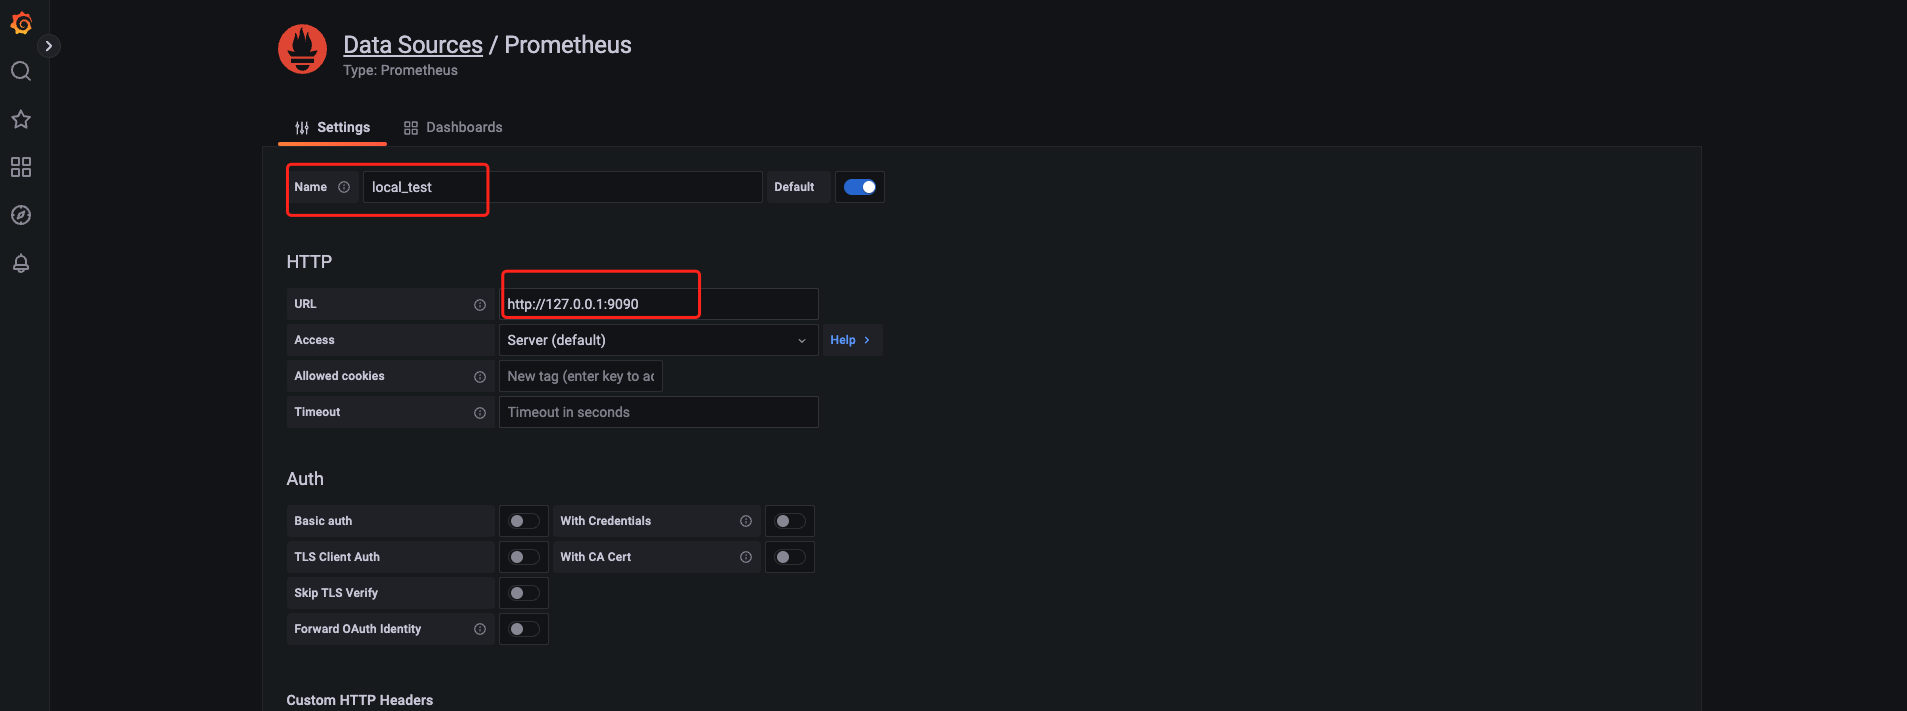 Data Sources / Prometheus
Type: Prometheus
Settings
Dashboards
Name
local_test
Default
HTTP
URL
http://127.0.0.1:9090
Access
Server (default)
Help
Allowed cookies
New tag (enter key to ac
Timeout
Timeout in seconds
Auth
Basic auth
With Credentials
TLS Client Auth
With CA Cert
Skip TLS Verify
Forward OAuth Identity
Custom HTTP Headers